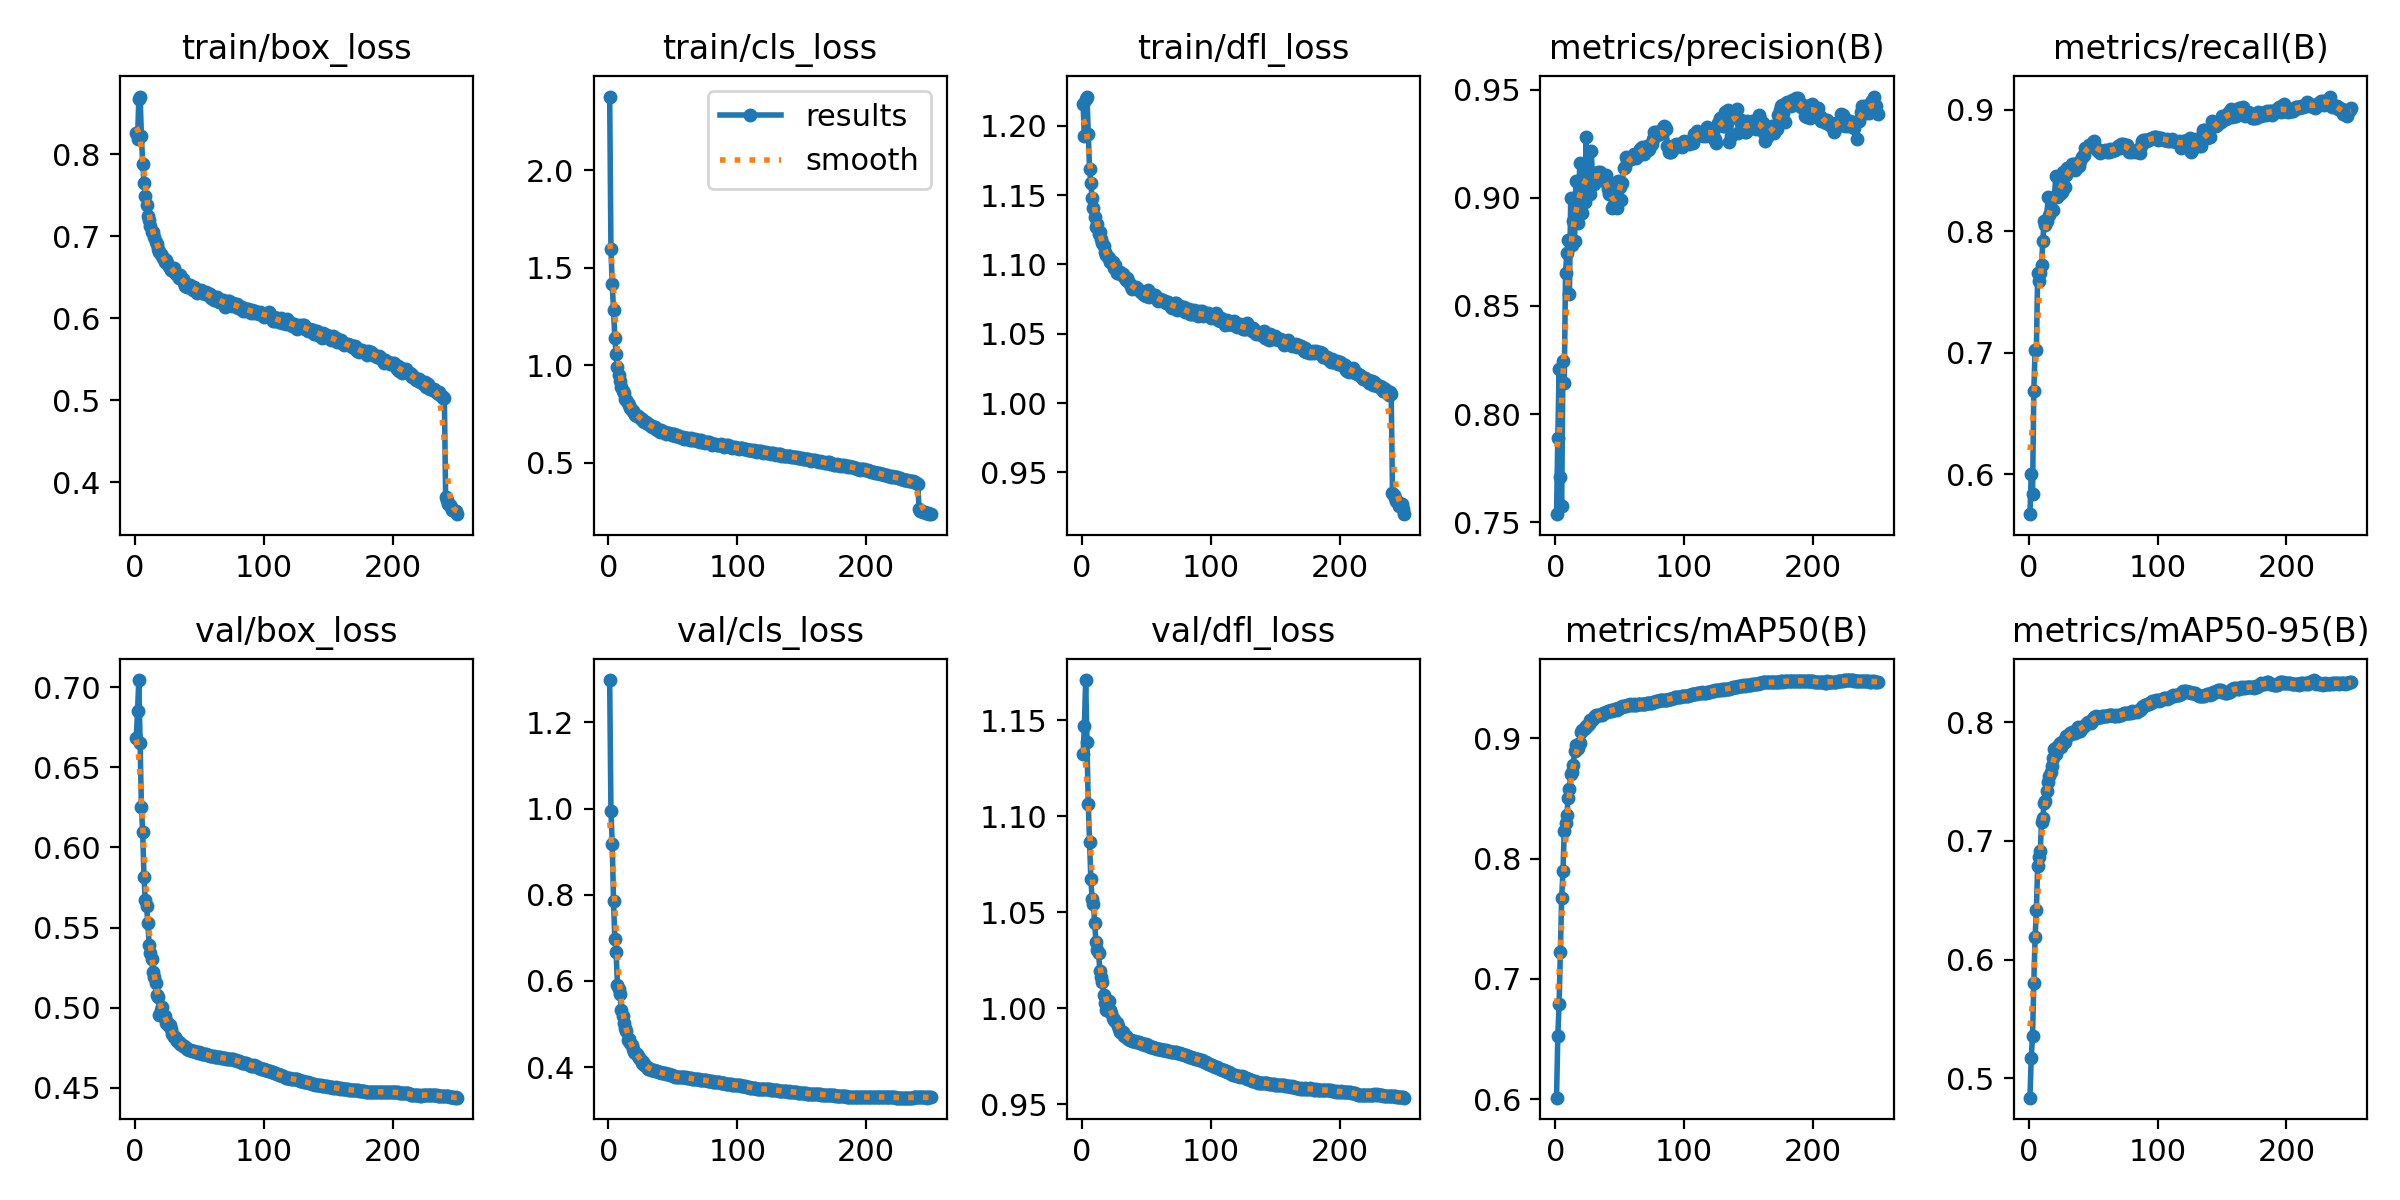 train/box_loss
0.8
0.7
0.6
0.5
0.4
0 100 200
train/cls_loss
results
smooth
2.0
1.5
1.0
0.5
0 100 200
train/dfl_loss
1.20
1.15
1.10
1.05
1.00
0.95
0 100 200
metrics/precision(B)
0.95
0.90
0.85
0.80
0.75
0 100 200
metrics/recall(B)
0.9
0.8
0.7
0.6
0 100 200
val/box_loss
0.70
0.65
0.60
0.55
0.50
0.45
0 100 200
val/cls_loss
1.2
1.0
0.8
0.6
0.4
0 100 200
val/dfl_loss
1.15
1.10
1.05
1.00
0.95
0 100 200
metrics/mAP50(B)
0.9
0.8
0.7
0.6
0 100 200
metrics/mAP50-95(B)
0.8
0.7
0.6
0.5
0 100 200